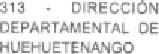 313 - DIRECCIÓN
DEPARTAMENTAL DE
HUEHUETENANGO